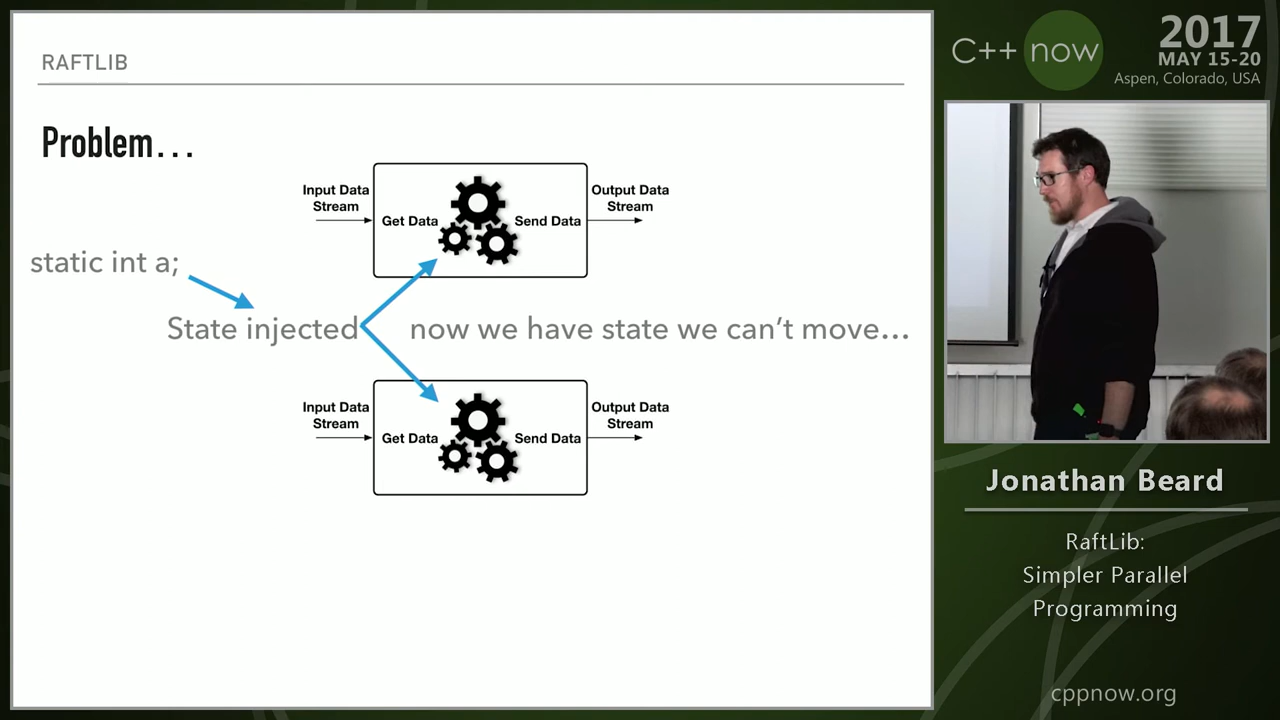 RAFTLIB
Problem...
Input Data
Stream
Get Data
Send Data
Output Data
Stream
static int a;
State injected
now we have state we can't move...
Input Data
Stream
Get Data
Send Data
Output Data
Stream
C++ now
2017
MAY 15-20
Aspen, Colorado, USA
Jonathan Beard
RaftLib:
Simpler Parallel
Programming
cppnow.org